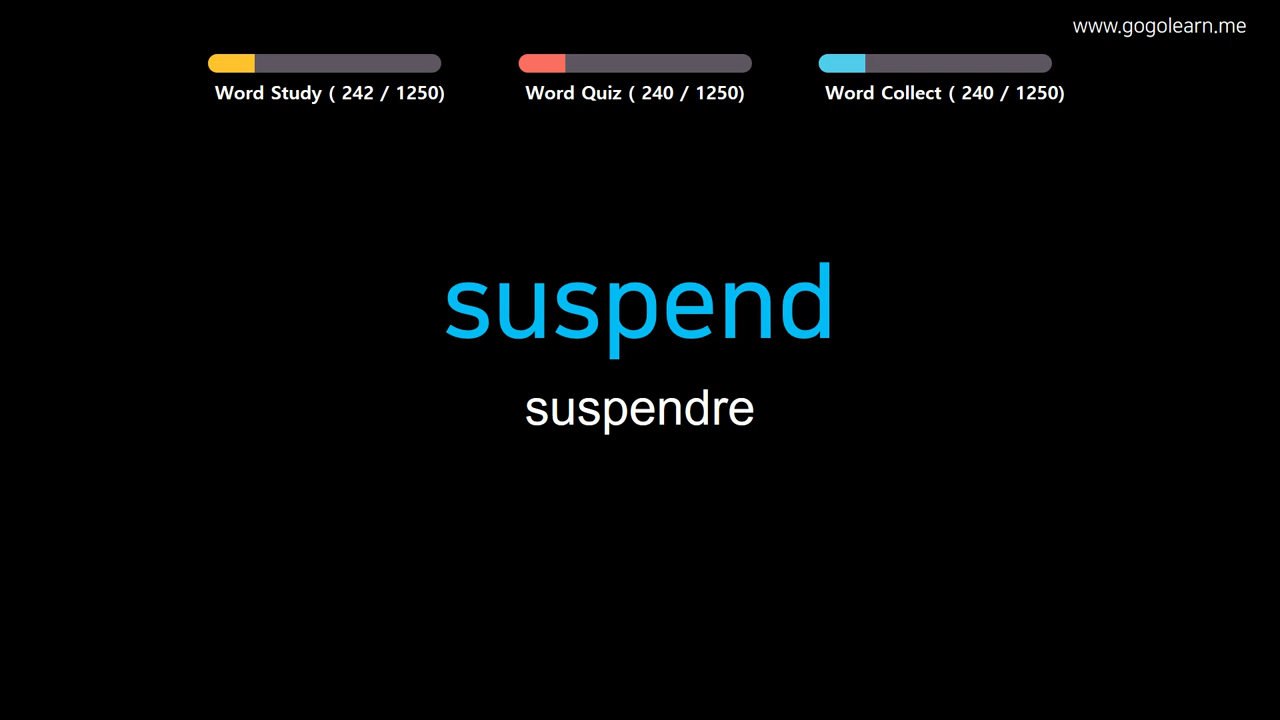 www.gogolearn.me
Word Study ( 242 / 1250)
Word Quiz ( 240 / 1250)
Word Collect ( 240 / 1250)
suspend
suspendre